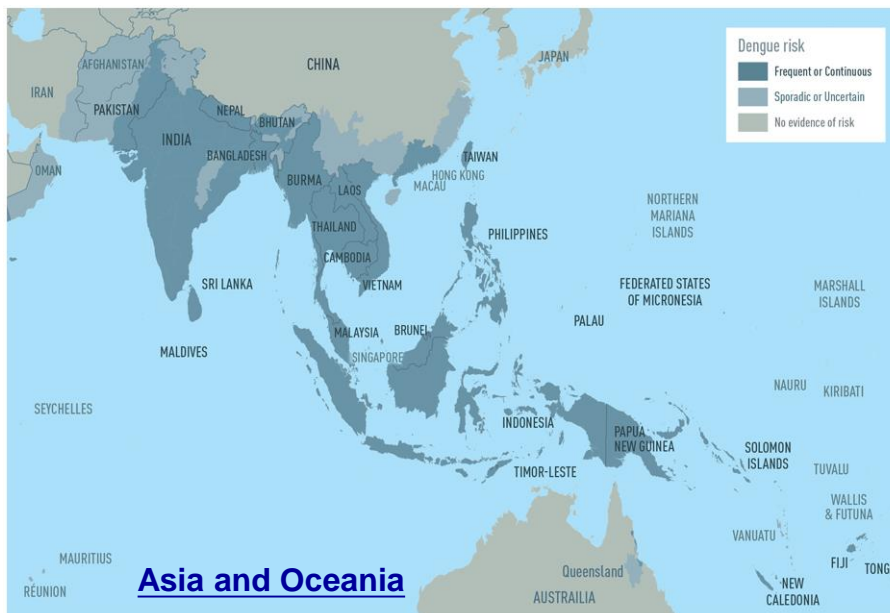 Dengue risk
Frequent or Continuous
Sporadic or Uncertain
No evidence of risk
CHINA
JAPAN
AFGHANISTAN
IRAN
PAKISTAN
NEPAL
BHUTAN
INDIA
BANGLADESH
TAIWAN
HONG KONG
MACAU
OMAN
BURMA
LAOS
NORTHERN
MARIANA
ISLANDS
THAILAND
PHILIPPINES
CAMBODIA
VIETNAM
SRI LANKA
FEDERATED STATES
OF MICRONESIA
MARSHALL
ISLANDS
PALAU
MALAYSIA
BRUNEI
MALDIVES
SINGAPORE
NAURU
KIRIBATI
SEYCHELLES
INDONESIA
PAPUA
NEW GUINEA
SOLOMON
ISLANDS
TIMOR-LESTE
TUVALU
WALLIS
& FUTUNA
VANUATU
MAURITIUS
FIJI
TONG
RÉUNION
Asia and Oceania
Queensland
NEW
CALEDONIA
AUSTRAILIA